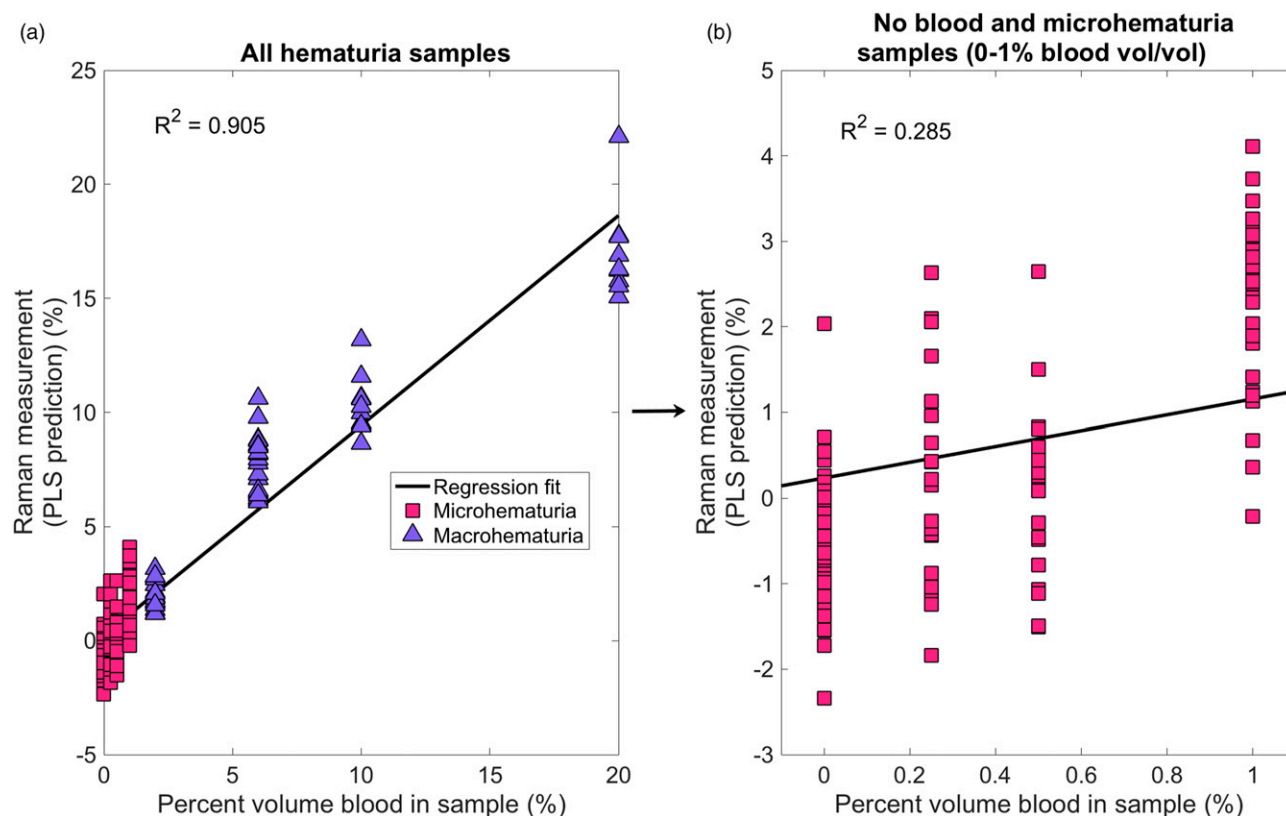 (a)
All hematuria samples
R2 = 0.905
25
20
15
10
5
0
-5
Raman measurement
(PLS prediction) (%)
Regression fit
Microhematuria
Macrohematuria
0 5 10 15 20
Percent volume blood in sample (%)
(b)
No blood and microhematuria
samples (0-1% blood vol/vol)
R2 = 0.285
5
4
3
2
1
0
-1
-2
-3
Raman measurement
(PLS prediction) (%)
0 0.2 0.4 0.6 0.8 1
Percent volume blood in sample (%)